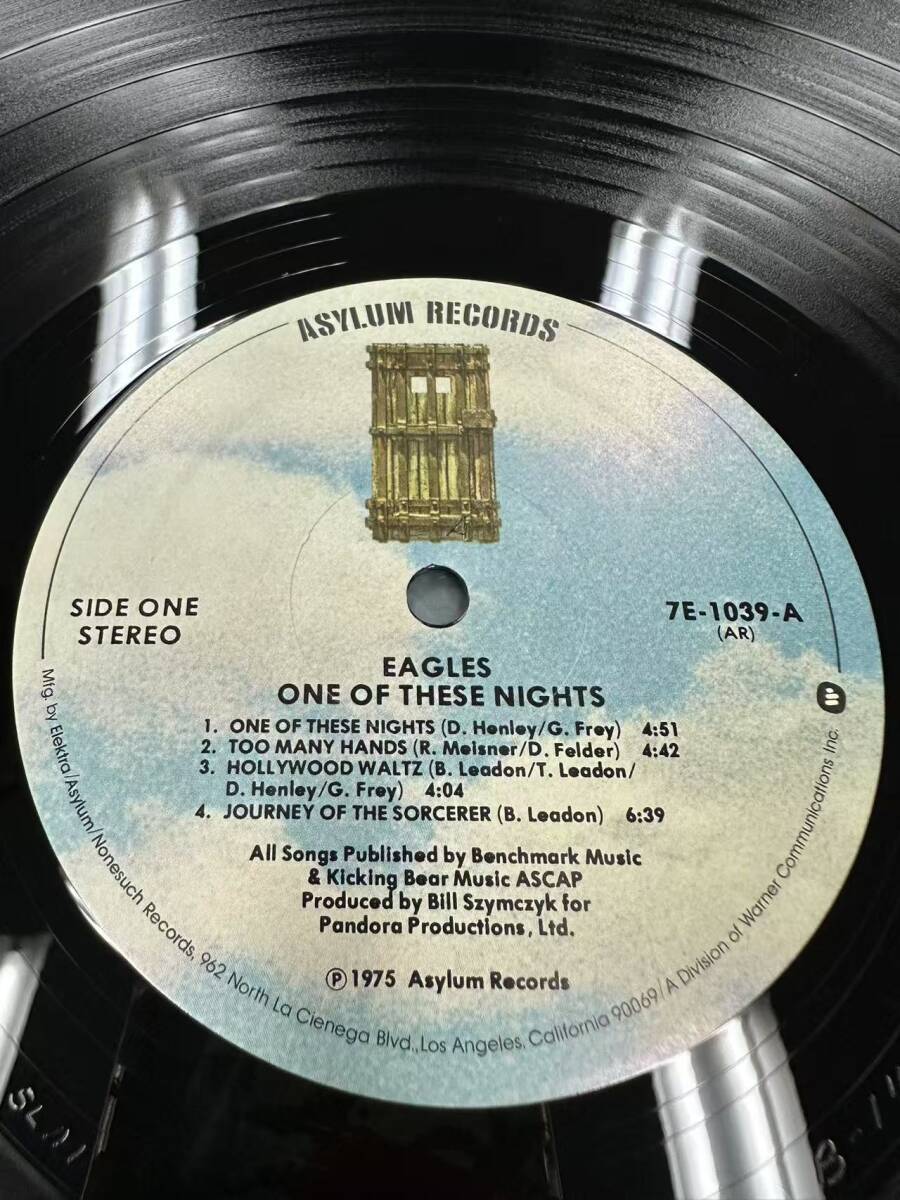 ASYLUM RECORDS
SIDE ONE
STEREO
7E-1039-A
(AR)
EAGLES
ONE OF THESE NIGHTS
1. ONE OF THESE NIGHTS (D. Henley/G. Frey) 4:51
2. TOO MANY HANDS (R. Meisner/D. Felder) 4:42
3. HOLLYWOOD WALTZ (B. Leadon/T. Leadon/
D. Henley/G. Frey) 4:04
4. JOURNEY OF THE SORCERER (B. Leadon) 6:39
All Songs Published by Benchmark Music
& Kicking Bear Music ASCAP
Produced by Bill Szymczyk for
Pandora Productions, Ltd.
Ⓟ 1975 Asylum Records
Mfg. by Elektra/Asylum/Nonesuch Records, 962 North La Cienega Blvd., Los Angeles, California 90069/A Division of Warner Communications Inc.